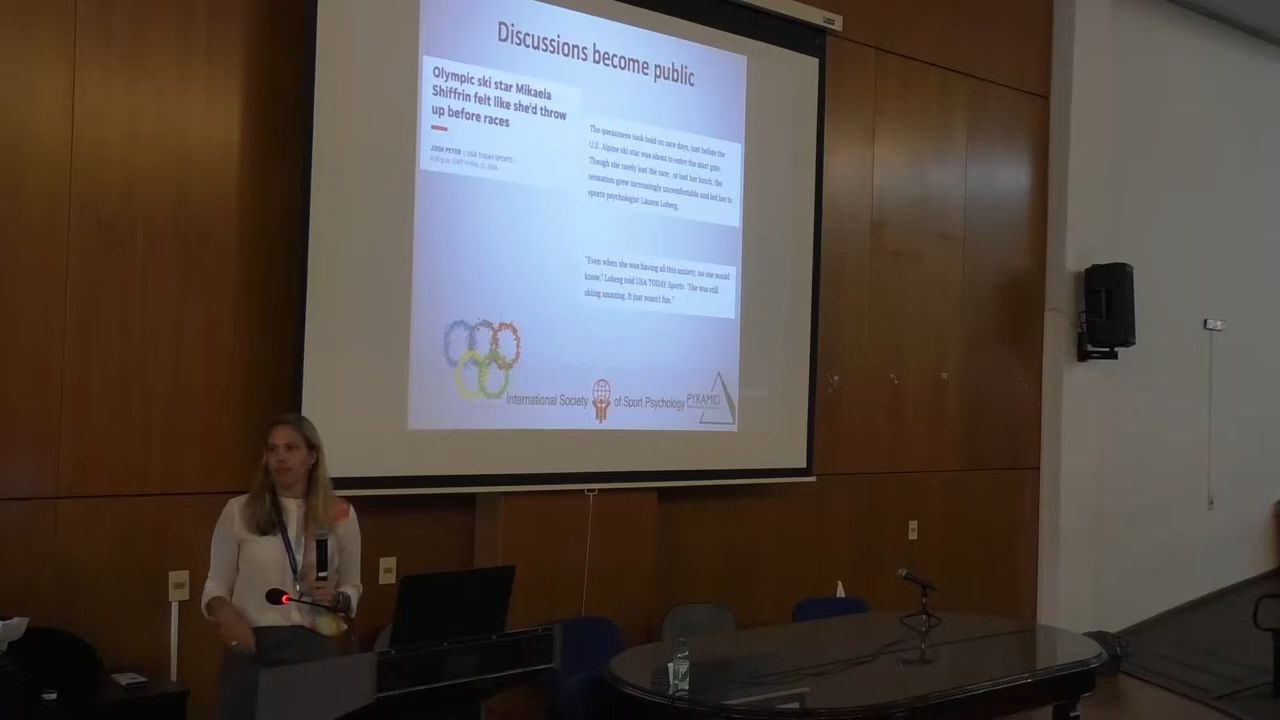 Discussions become public
Olympic ski star Mikaela
Shiffrin felt like she'd throw
up before races
JOSH PETER | USA TODAY SPORTS
The queasiness took hold on race days, just before the
U.S. Alpine ski star was about to enter the start gate.
Though she rarely lost the race, or lost her lunch, the
sensation grew increasingly uncomfortable and led her to
sports psychologist Lauren Loberg.
"Even when she was having all this anxiety, no one would
know," Loberg told USA TODAY Sports. "She was still
skiing amazing. It just wasn't fun."
International Society of Sport Psychology
PYRAMID